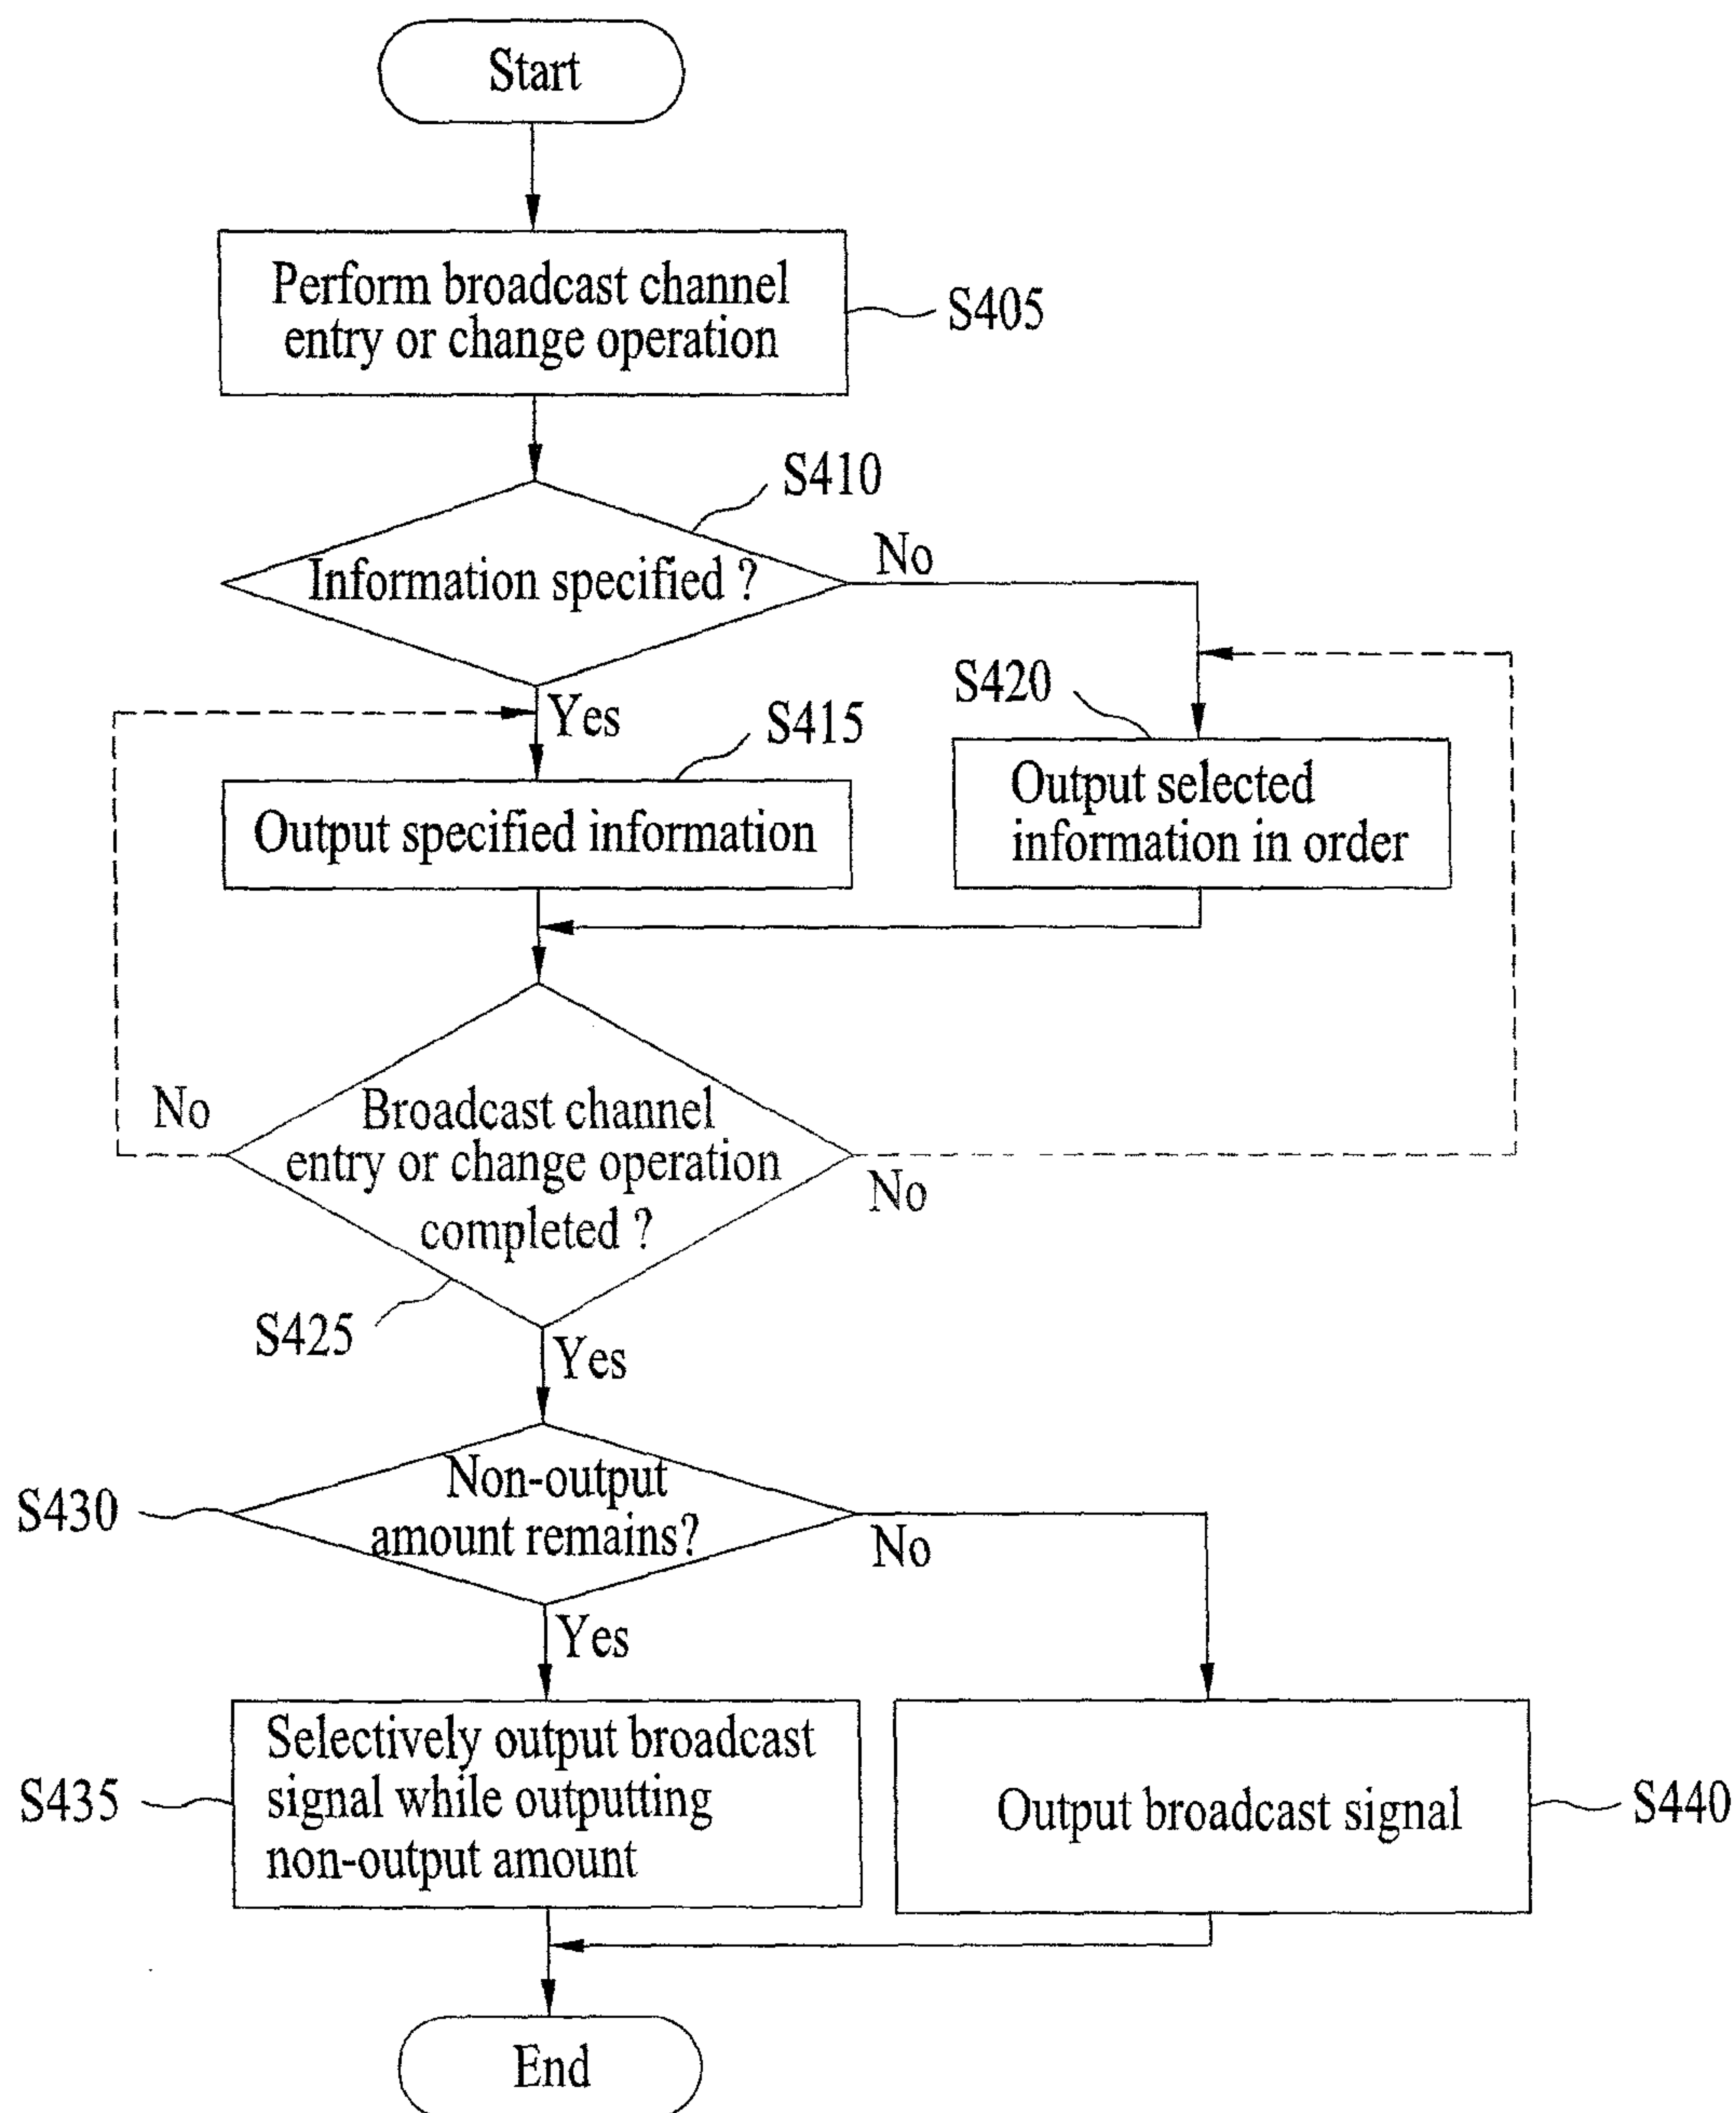 Start
Perform broadcast channel
entry or change operation
S405
S410
Information specified ?
No
Yes
S415
S420
Output specified information
Output selected
information in order
No
Broadcast channel
entry or change operation
completed ?
No
S425
Yes
S430
Non-output
amount remains?
No
Yes
S435
Selectively output broadcast
signal while outputting
non-output amount
Output broadcast signal
S440
End